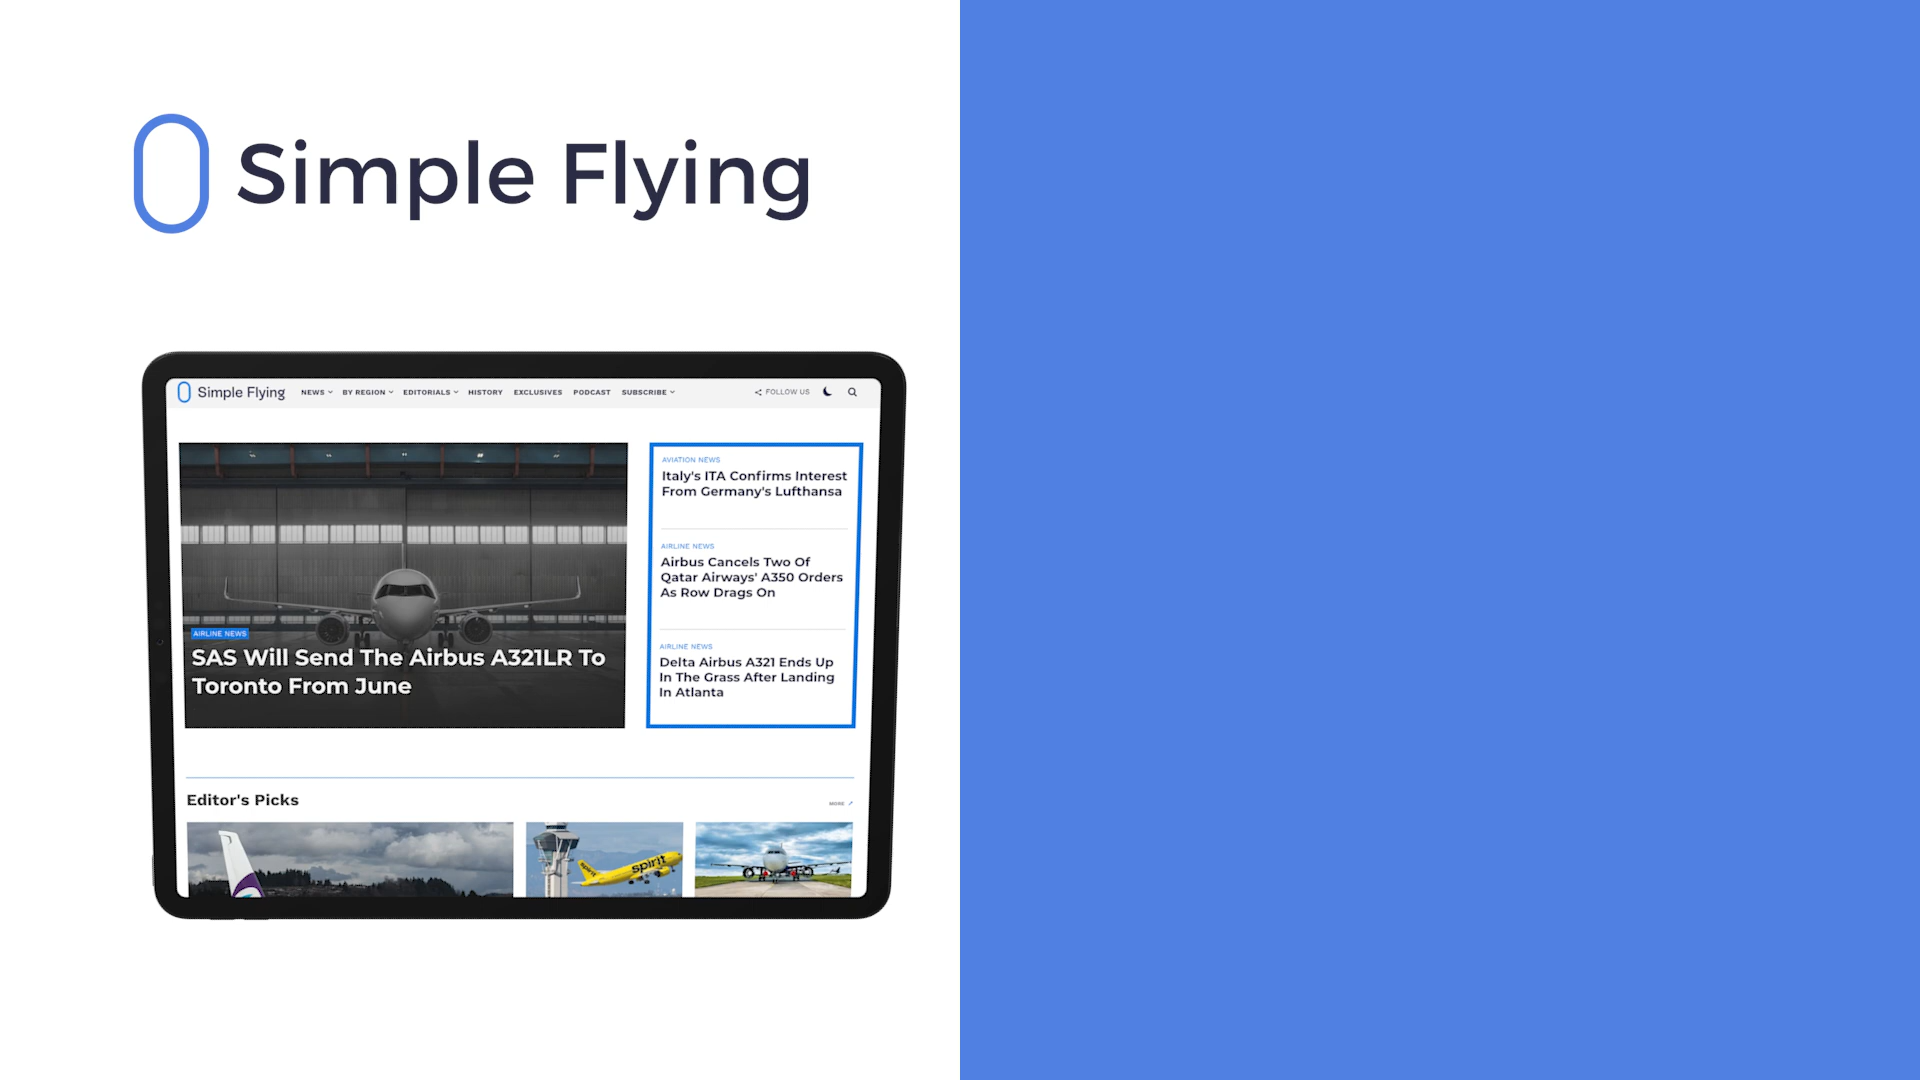 Simple Flying
Simple Flying
NEWS
BY REGION
EDITORIALS
HISTORY
EXCLUSIVES
PODCAST
SUBSCRIBE
FOLLOW US
AIRLINE NEWS
SAS Will Send The Airbus A321LR To
Toronto From June
AVIATION NEWS
Italy's ITA Confirms Interest
From Germany's Lufthansa
AIRLINE NEWS
Airbus Cancels Two Of
Qatar Airways' A350 Orders
As Row Drags On
AIRLINE NEWS
Delta Airbus A321 Ends Up
In The Grass After Landing
In Atlanta
Editor's Picks
MORE
spirit